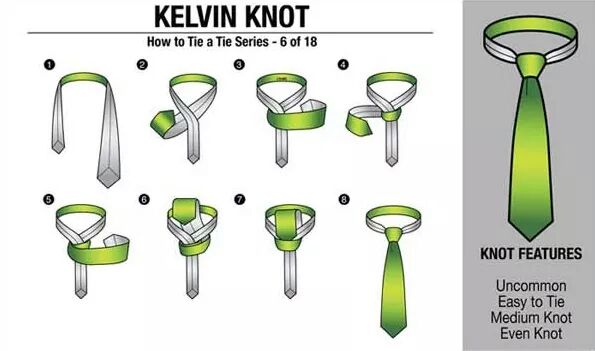 KELVIN KNOT
How to Tie a Tie Series - 6 of 18
1
2
3
4
5
6
7
8
KNOT FEATURES
Uncommon
Easy to Tie
Medium Knot
Even Knot